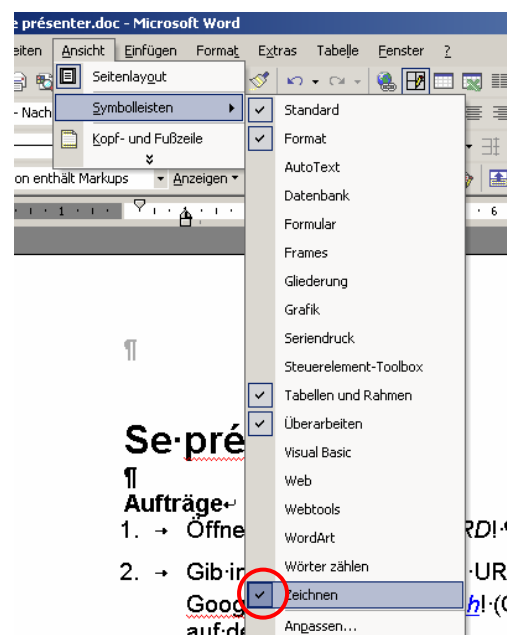 e présenter.doc - Microsoft Word
eiten Ansicht Einfügen Format Extras Tabelle Fenster ?
Seitenlayout
- Nach
Symbolleisten
Kopf- und Fußzeile
on enthält Markups Anzeigen
1 1 6
Standard
Format
AutoText
Datenbank
Formular
Frames
Gliederung
Grafik
Seriendruck
Steuerelement-Toolbox
Tabellen und Rahmen
Überarbeiten
Visual Basic
Web
Webtools
WordArt
Wörter zählen
Zeichnen
Anpassen...
¶
Se·pré
¶
Aufträge↵
1. → Öffne RD!·
2. → Gib·in ·UR
Goog h!·(
auf·de